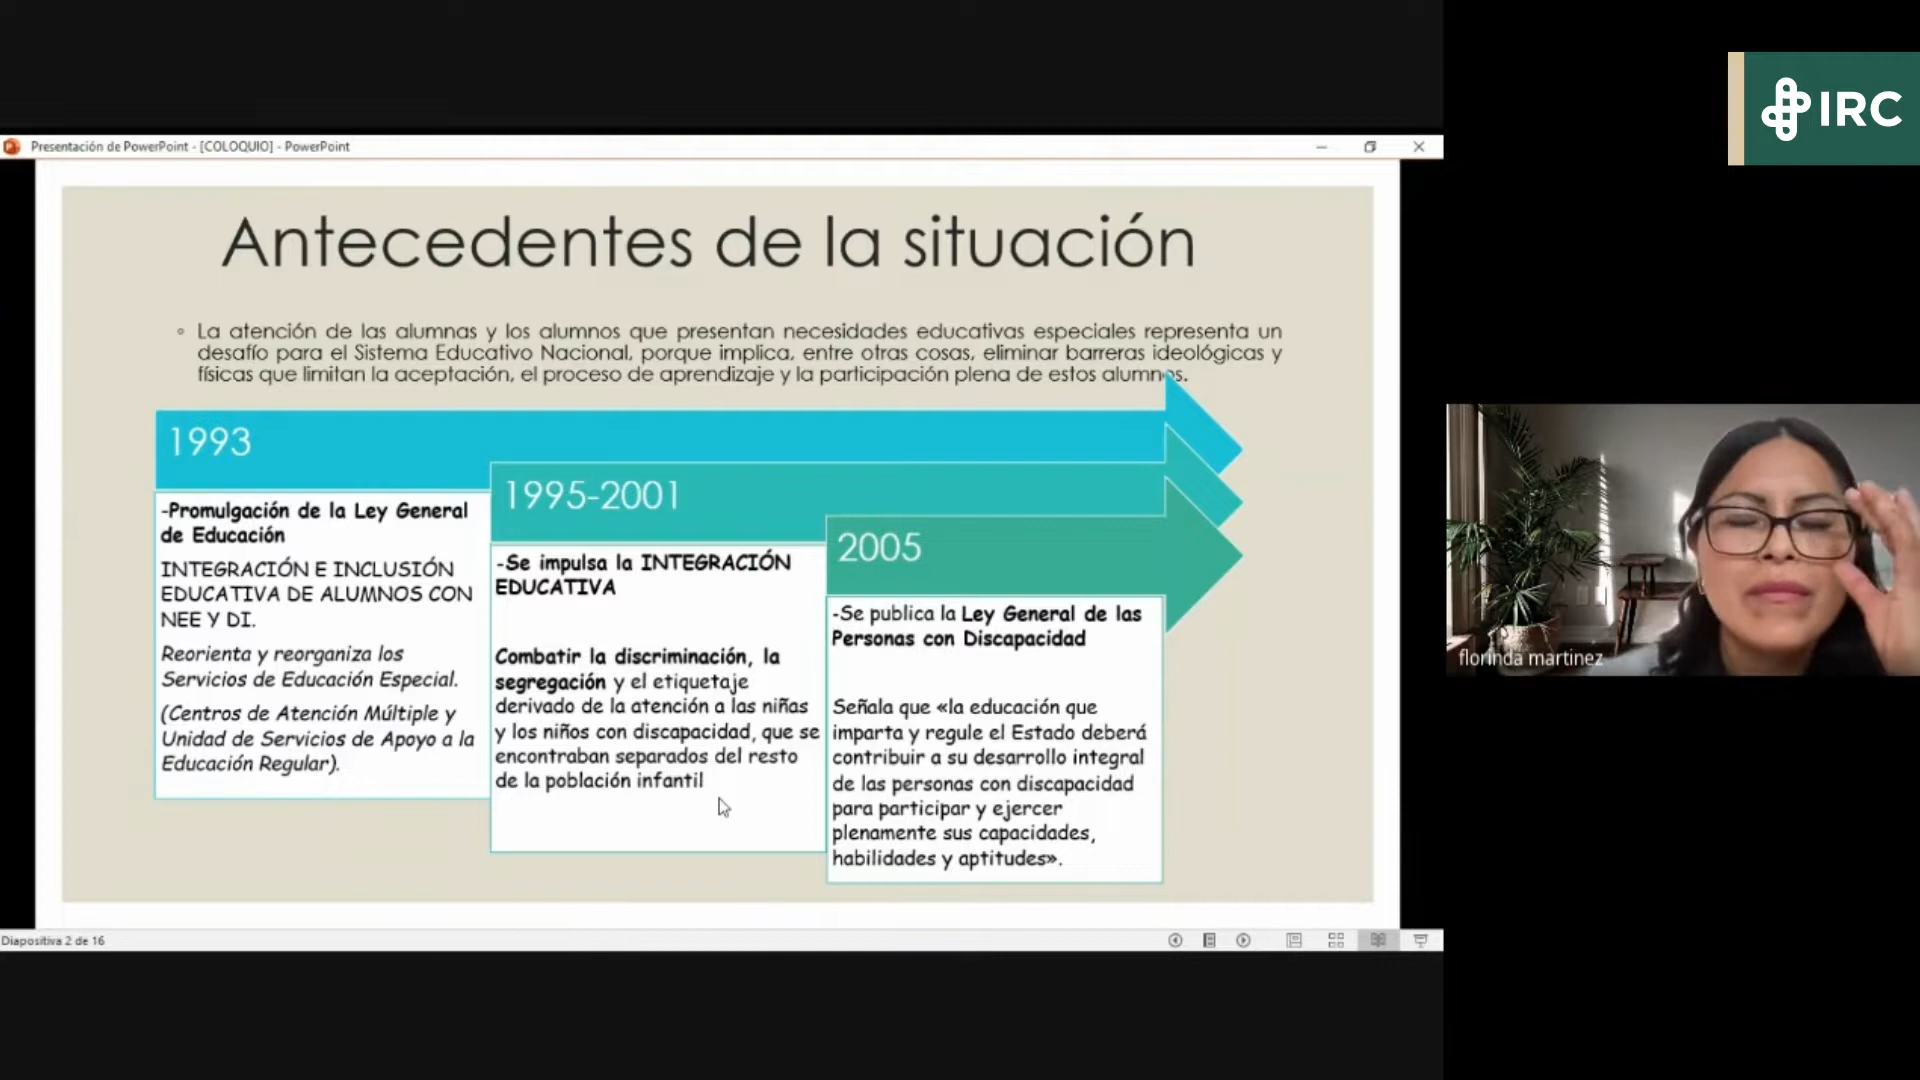 IRC
Presentación de PowerPoint - [COLOQUIO] - PowerPoint
Antecedentes de la situación
◦ La atención de las alumnas y los alumnos que presentan necesidades educativas especiales representa un
desafío para el Sistema Educativo Nacional, porque implica, entre otras cosas, eliminar barreras ideológicas y
físicas que limitan la aceptación, el proceso de aprendizaje y la participación plena de estos alumnos.
1993
-Promulgación de la Ley General
de Educación
INTEGRACIÓN E INCLUSIÓN
EDUCATIVA DE ALUMNOS CON
NEE Y DI.
Reorienta y reorganiza los
Servicios de Educación Especial.
(Centros de Atención Múltiple y
Unidad de Servicios de Apoyo a la
Educación Regular).
1995-2001
-Se impulsa la INTEGRACIÓN
EDUCATIVA
Combatir la discriminación, la
segregación y el etiquetaje
derivado de la atención a las niñas
y los niños con discapacidad, que se
encontraban separados del resto
de la población infantil
2005
-Se publica la Ley General de las
Personas con Discapacidad
Señala que «la educación que
imparta y regule el Estado deberá
contribuir a su desarrollo integral
de las personas con discapacidad
para participar y ejercer
plenamente sus capacidades,
habilidades y aptitudes».
florinda martinez
Diapositiva 2 de 16